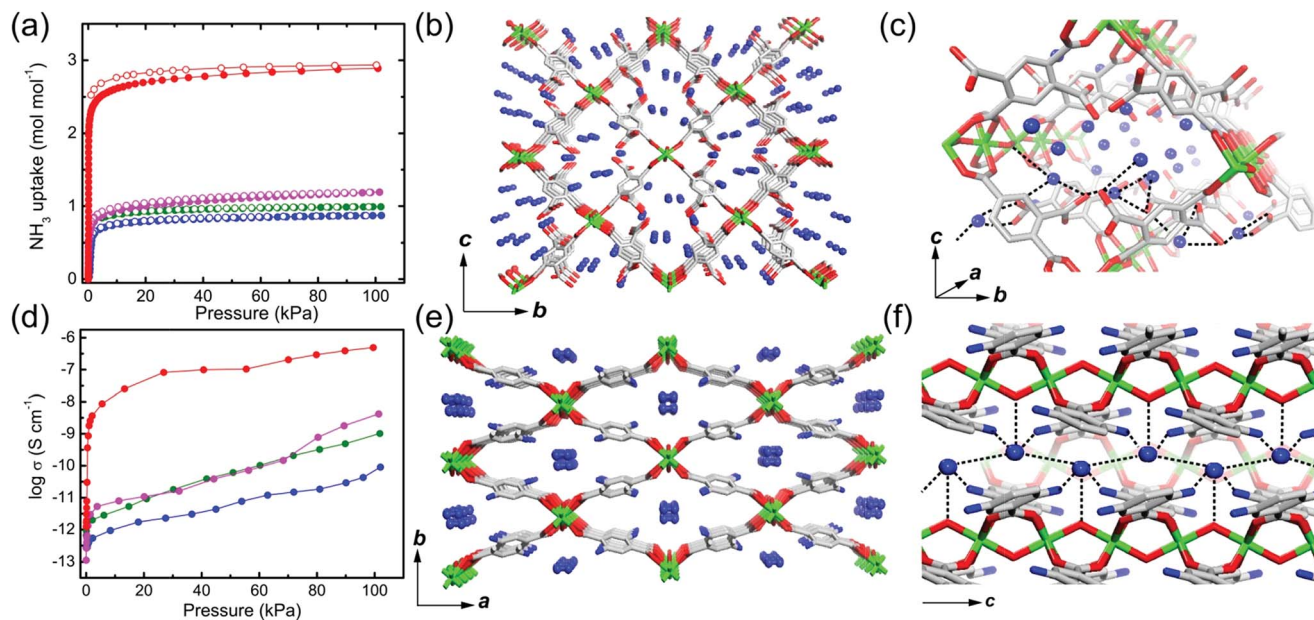 (a)
NH₃ uptake (mol mol⁻¹)
3
2
1
0
0 20 40 60 80 100
Pressure (kPa)
(b)
c
b
(c)
c
a
b
(d)
log σ (S cm⁻¹)
-6
-7
-8
-9
-10
-11
-12
-13
0 20 40 60 80 100
Pressure (kPa)
(e)
b
a
(f)
c